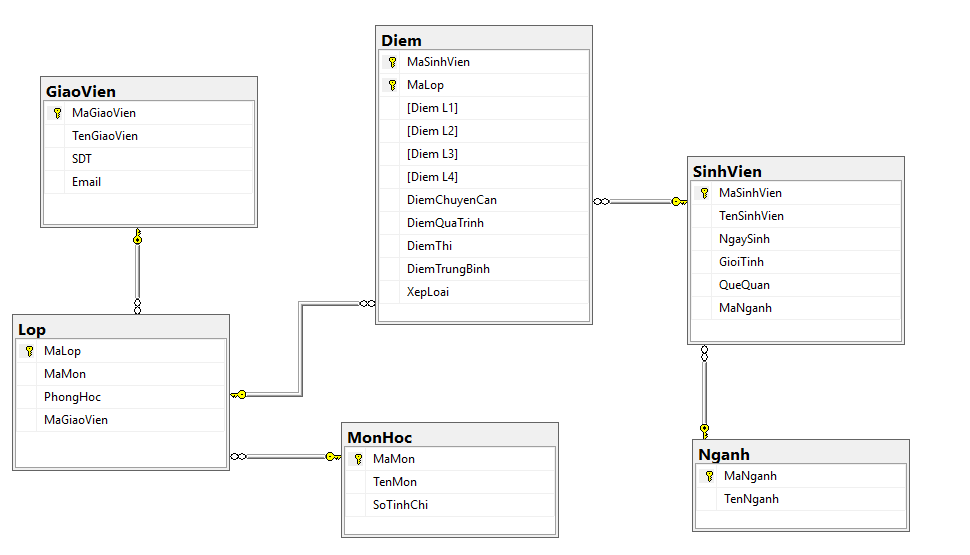 GiaoVien
MaGiaoVien
TenGiaoVien
SDT
Email
Diem
MaSinhVien
MaLop
[Diem L1]
[Diem L2]
[Diem L3]
[Diem L4]
DiemChuyenCan
DiemQuaTrinh
DiemThi
DiemTrungBinh
XepLoai
SinhVien
MaSinhVien
TenSinhVien
NgaySinh
GioiTinh
QueQuan
MaNganh
Lop
MaLop
MaMon
PhongHoc
MaGiaoVien
MonHoc
MaMon
TenMon
SoTinhChi
Nganh
MaNganh
TenNganh